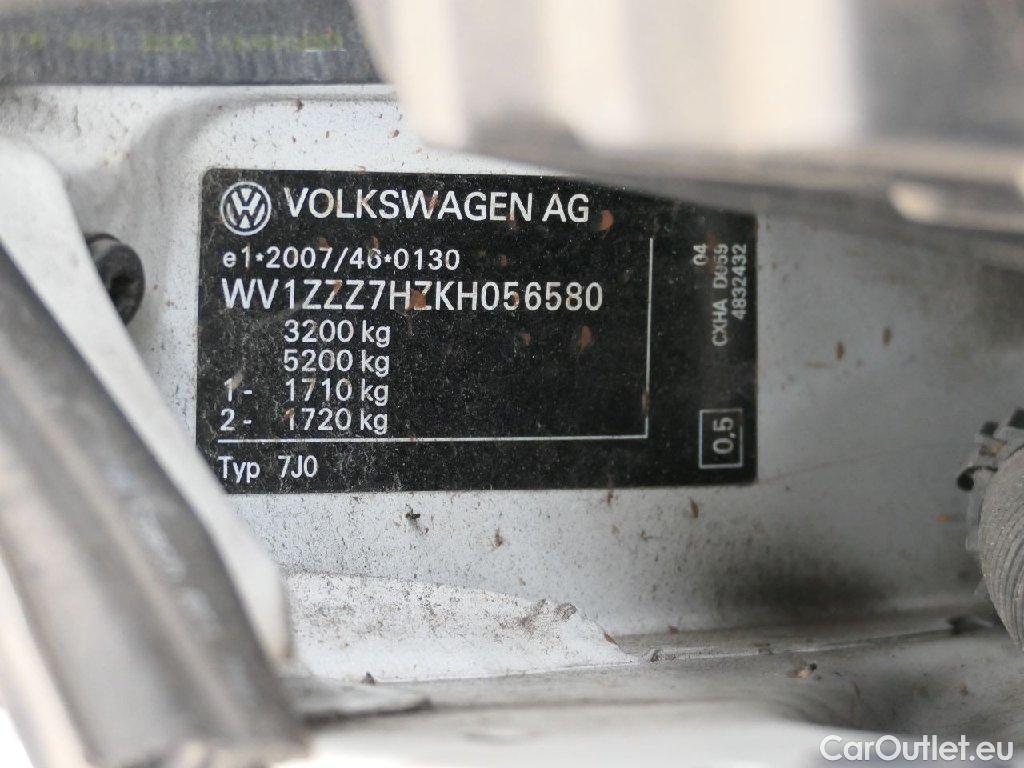 VOLKSWAGEN AG
e1*2007/46*0130
WV1ZZZ7HZKH056580
3200 kg
5200 kg
1- 1710 kg
2- 1720 kg
Typ 7J0
04
CXHA D
4832432
0,5
CarOutlet.eu